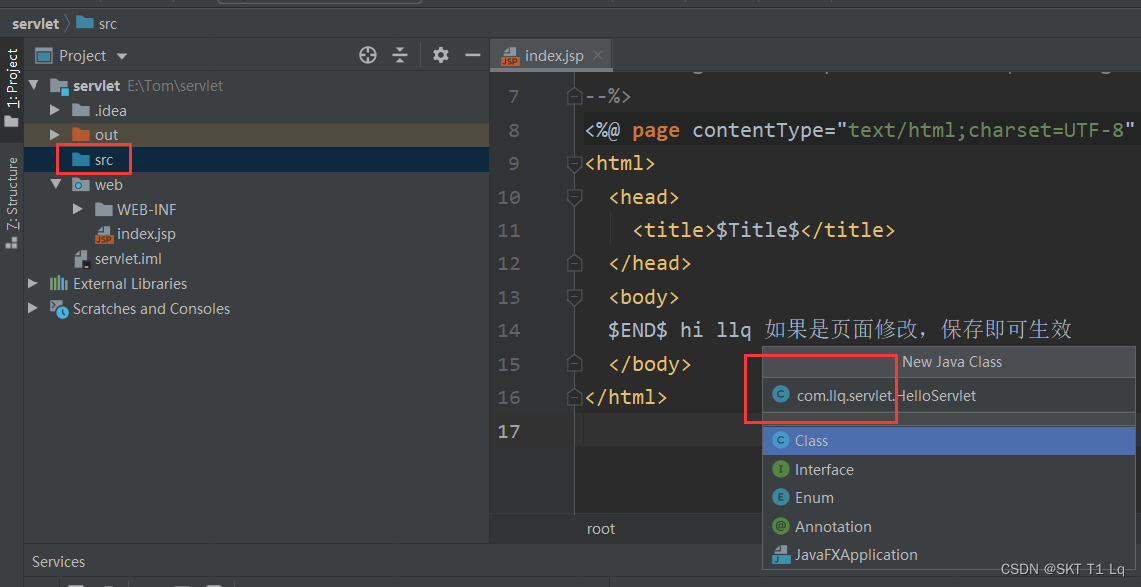 servlet src
1: Project
Project
index.jsp
servlet E:\Tom\servlet
.idea
out
src
web
WEB-INF
index.jsp
servlet.iml
External Libraries
Scratches and Consoles
Z: Structure
7 --%>
8 <%@ page contentType="text/html;charset=UTF-8"
9 <html>
10 <head>
11 <title>$Title$</title>
12 </head>
13 <body>
14 $END$ hi llq 如果是页面修改，保存即可生效
15 </body>
16 </html>
17
New Java Class
C com.llq.servlet.HelloServlet
C Class
I Interface
E Enum
@ Annotation
JavaFXApplication
root
Services
CSDN @SKT T1 Lq